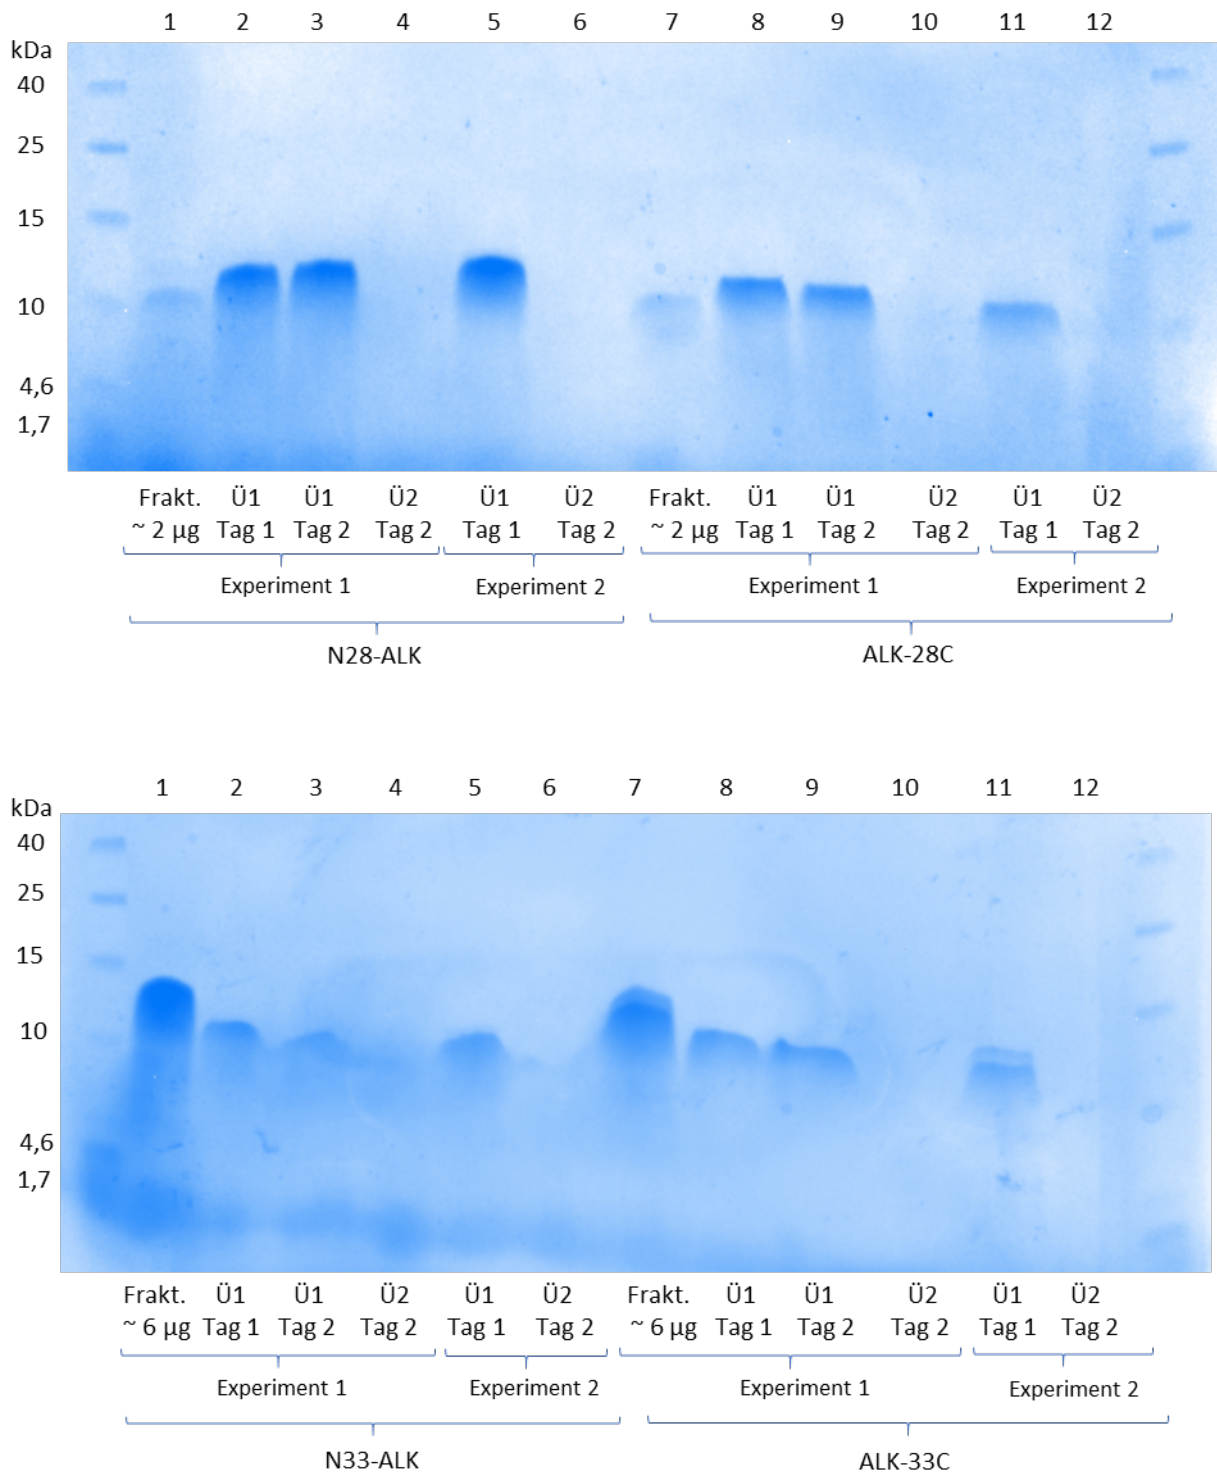 1 2 3 4 5 6 7 8 9 10 11 12
kDa
40
25
15
10
4,6
1,7
Frakt. Ü1 Ü1 Ü2 Ü1 Ü2 Frakt. Ü1 Ü1 Ü2 Ü1 Ü2
~ 2 µg Tag 1 Tag 2 Tag 2 Tag 1 Tag 2 ~ 2 µg Tag 1 Tag 2 Tag 2 Tag 1 Tag 2
Experiment 1 Experiment 2 Experiment 1 Experiment 2
N28-ALK ALK-28C
1 2 3 4 5 6 7 8 9 10 11 12
kDa
40
25
15
10
4,6
1,7
Frakt. Ü1 Ü1 Ü2 Ü1 Ü2 Frakt. Ü1 Ü1 Ü2 Ü1 Ü2
~ 6 µg Tag 1 Tag 2 Tag 2 Tag 1 Tag 2 ~ 6 µg Tag 1 Tag 2 Tag 2 Tag 1 Tag 2
Experiment 1 Experiment 2 Experiment 1 Experiment 2
N33-ALK ALK-33C